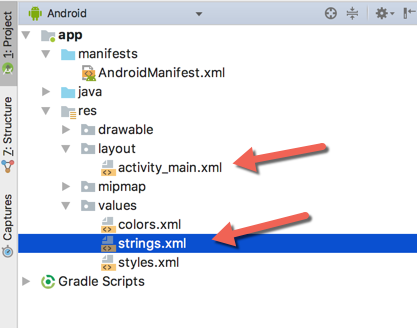 Android
1: Project
7: Structure
Captures
app
manifests
AndroidManifest.xml
java
res
drawable
layout
activity_main.xml
mipmap
values
colors.xml
strings.xml
styles.xml
Gradle Scripts